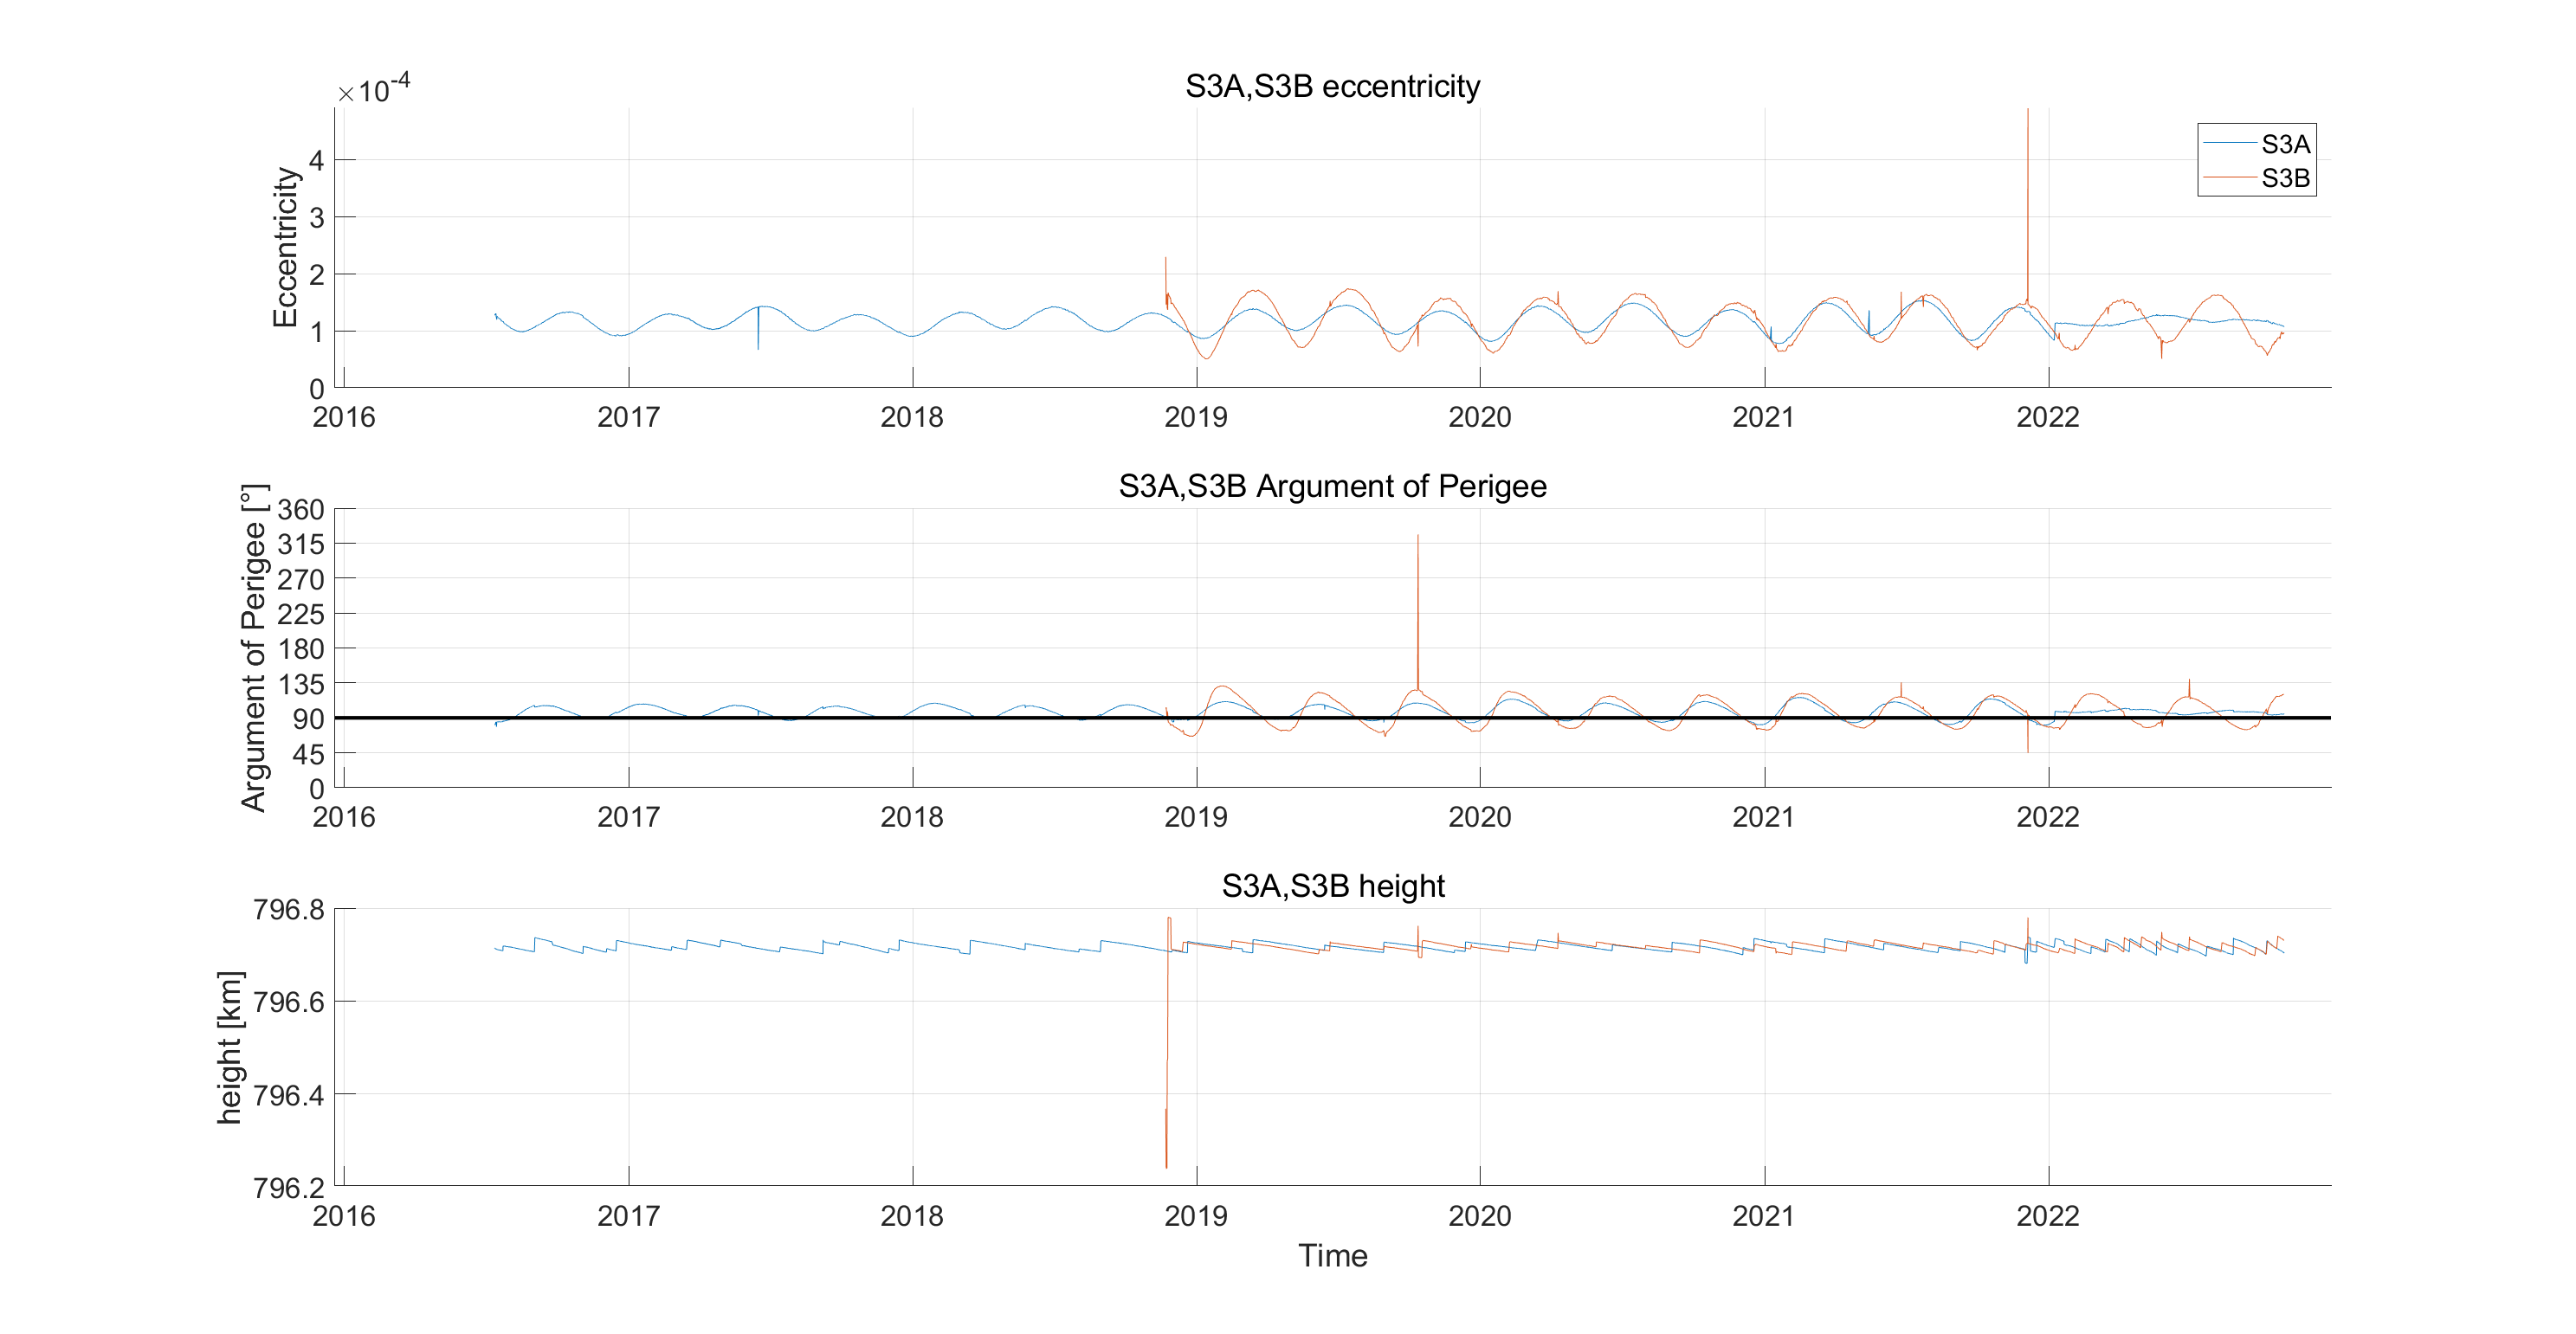 S3A,S3B eccentricity
×10-4
Eccentricity
4
3
2
1
0
S3A
S3B
2016 2017 2018 2019 2020 2021 2022
S3A,S3B Argument of Perigee
Argument of Perigee [°]
360
315
270
225
180
135
90
45
0
2016 2017 2018 2019 2020 2021 2022
S3A,S3B height
height [km]
796.8
796.6
796.4
796.2
2016 2017 2018 2019 2020 2021 2022
Time